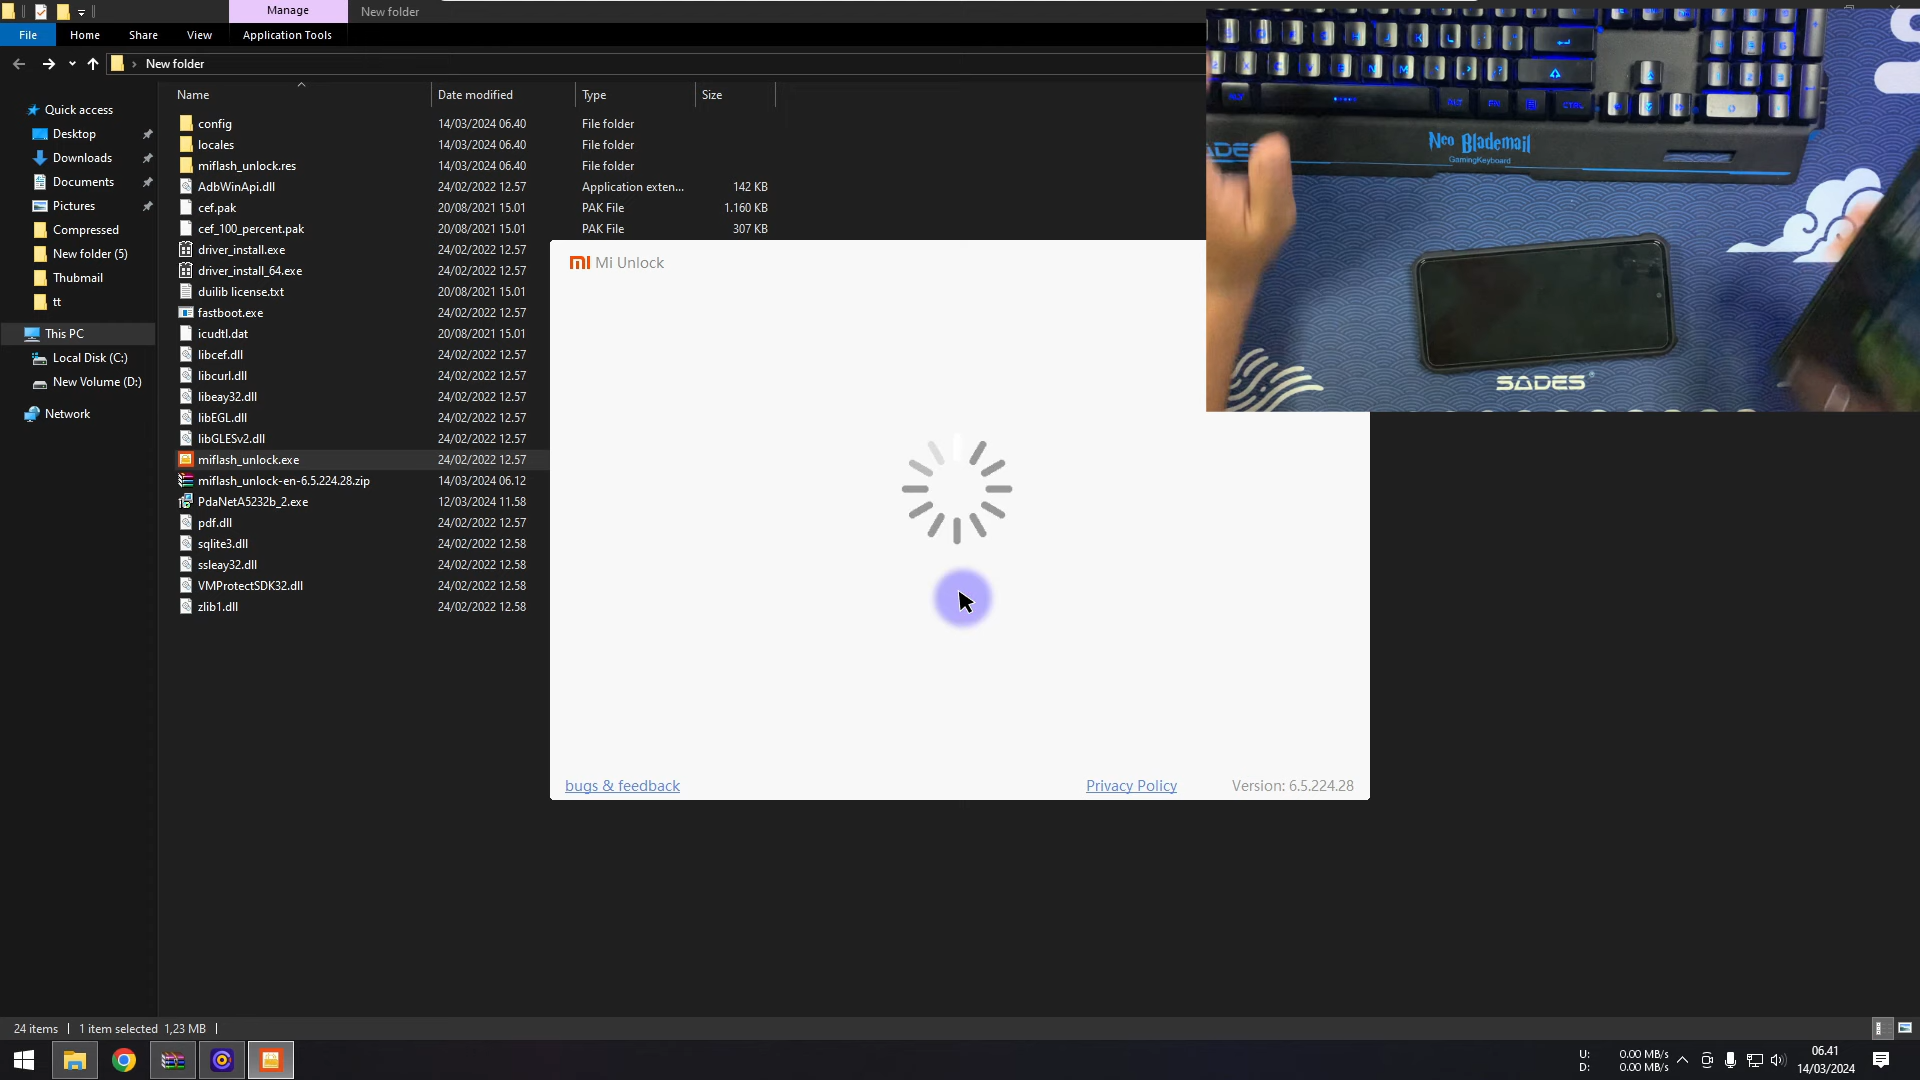 Manage
New folder
File
Home
Share
View
Application Tools
New folder
Name
Date modified
Type
Size
Quick access
Desktop
Downloads
Documents
Pictures
Compressed
New folder (5)
Thubmail
tt
This PC
Local Disk (C:)
New Volume (D:)
Network
config 14/03/2024 06.40 File folder
locales 14/03/2024 06.40 File folder
miflash_unlock.res 14/03/2024 06.40 File folder
AdbWinApi.dll 24/02/2022 12.57 Application exten... 142 KB
cef.pak 20/08/2021 15.01 PAK File 1.160 KB
cef_100_percent.pak 20/08/2021 15.01 PAK File 307 KB
driver_install.exe 24/02/2022 12.57
driver_install_64.exe 24/02/2022 12.57
duilib license.txt 20/08/2021 15.01
fastboot.exe 24/02/2022 12.57
icudtl.dat 20/08/2021 15.01
libcef.dll 24/02/2022 12.57
libcurl.dll 24/02/2022 12.57
libeay32.dll 24/02/2022 12.57
libEGL.dll 24/02/2022 12.57
libGLESv2.dll 24/02/2022 12.57
miflash_unlock.exe 24/02/2022 12.57
miflash_unlock-en-6.5.224.28.zip 14/03/2024 06.12
PdaNetA5232b_2.exe 12/03/2024 11.58
pdf.dll 24/02/2022 12.57
sqlite3.dll 24/02/2022 12.58
ssleay32.dll 24/02/2022 12.58
VMProtectSDK32.dll 24/02/2022 12.58
zlib1.dll 24/02/2022 12.58
mi Mi Unlock
bugs & feedback
Privacy Policy
Version: 6.5.224.28
Neo Blademail
GamingKeyboard
SADES
24 items
1 item selected 1,23 MB
U: 0.00 MB/s
D: 0.00 MB/s
06.41
14/03/2024